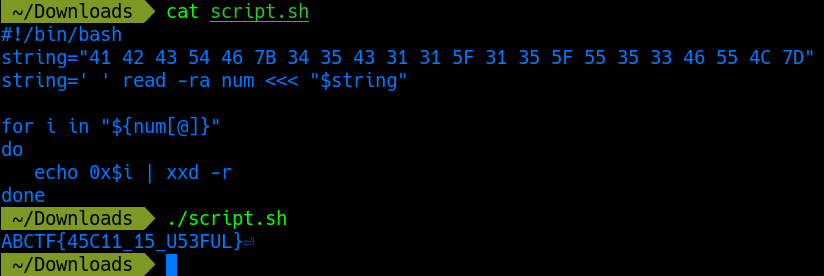 ~/Downloads cat script.sh
#!/bin/bash
string="41 42 43 54 46 7B 34 35 43 31 31 5F 31 35 5F 55 35 33 46 55 4C 7D"
string=' ' read -ra num <<< "$string"
for i in "${num[@]}"
do
   echo 0x$i | xxd -r
done
~/Downloads ./script.sh
ABCTF{45C11_15_U53FUL}⏎
~/Downloads